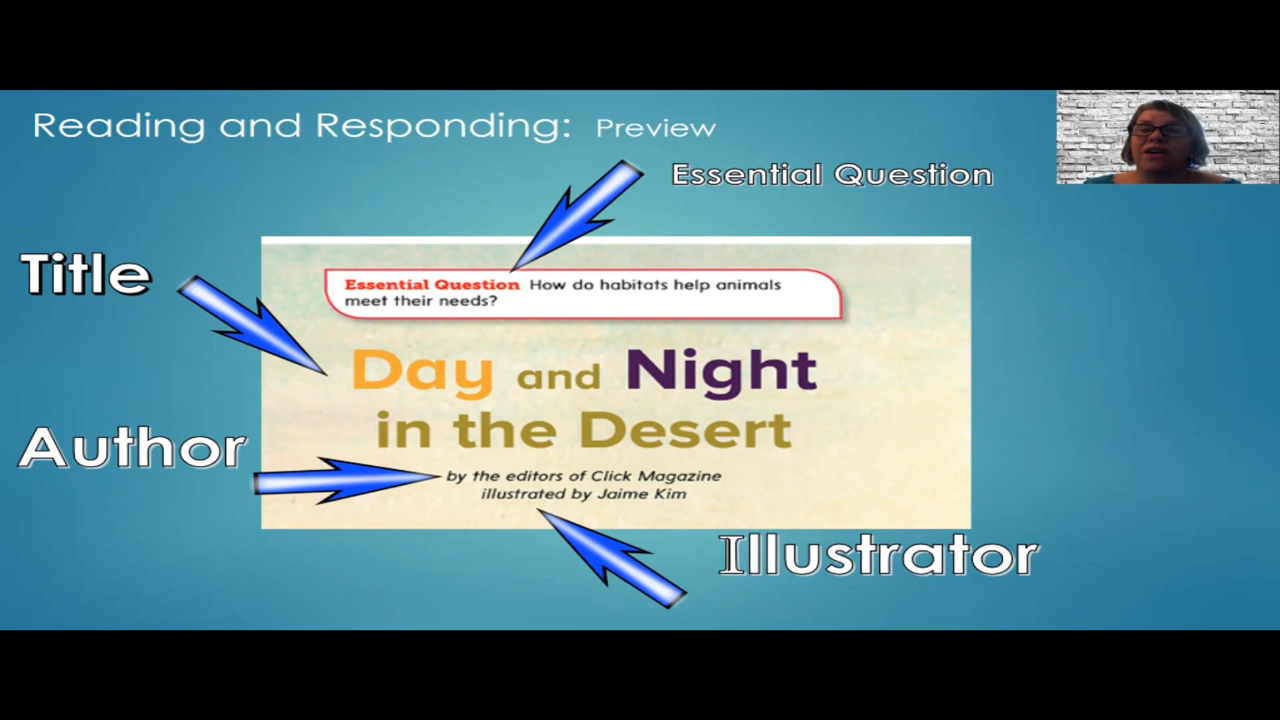 Reading and Responding: Preview
Essential Question
Title
Essential Question How do habitats help animals
meet their needs?
Day and Night
in the Desert
Author
by the editors of Click Magazine
illustrated by Jaime Kim
Illustrator